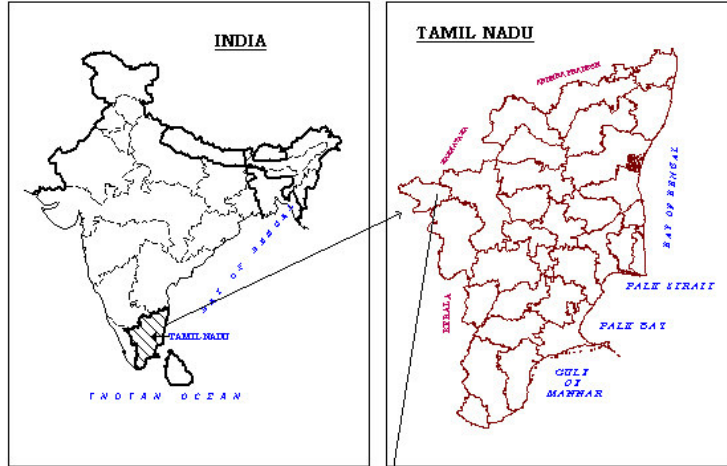 INDIA
BAY OF BENGAL
TAMIL NADU
INDIAN OCEAN
TAMIL NADU
ANDHRA PRADESH
KARNATAKA
BAY OF BENGAL
KERALA
PALK STRAIT
PALK BAY
GULF
OF
MANNAR